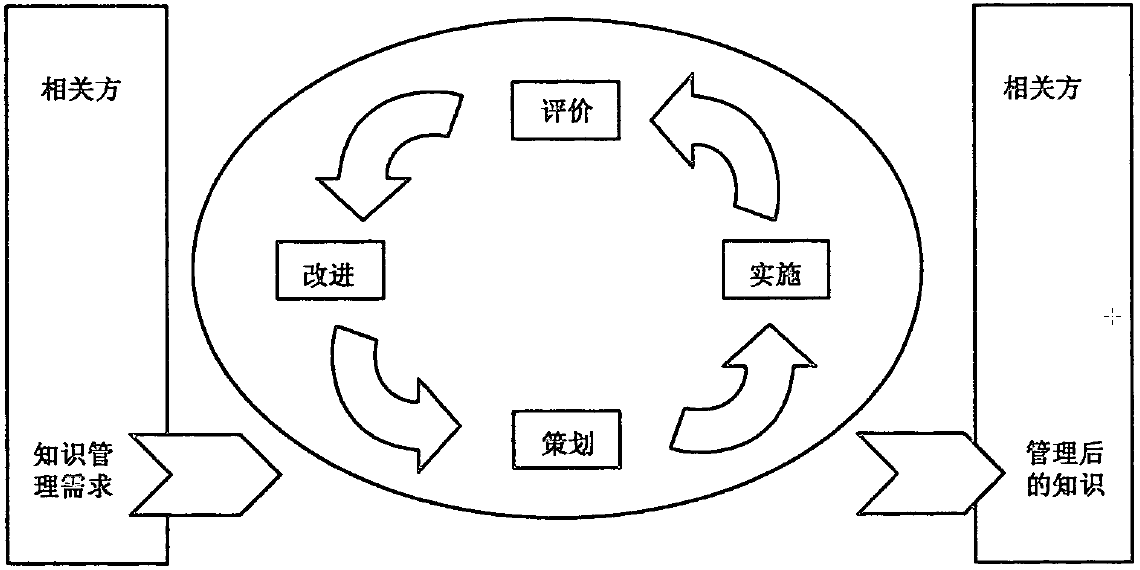 相关方
知识管
理需求
评价
改进
实施
策划
相关方
管理后
的知识